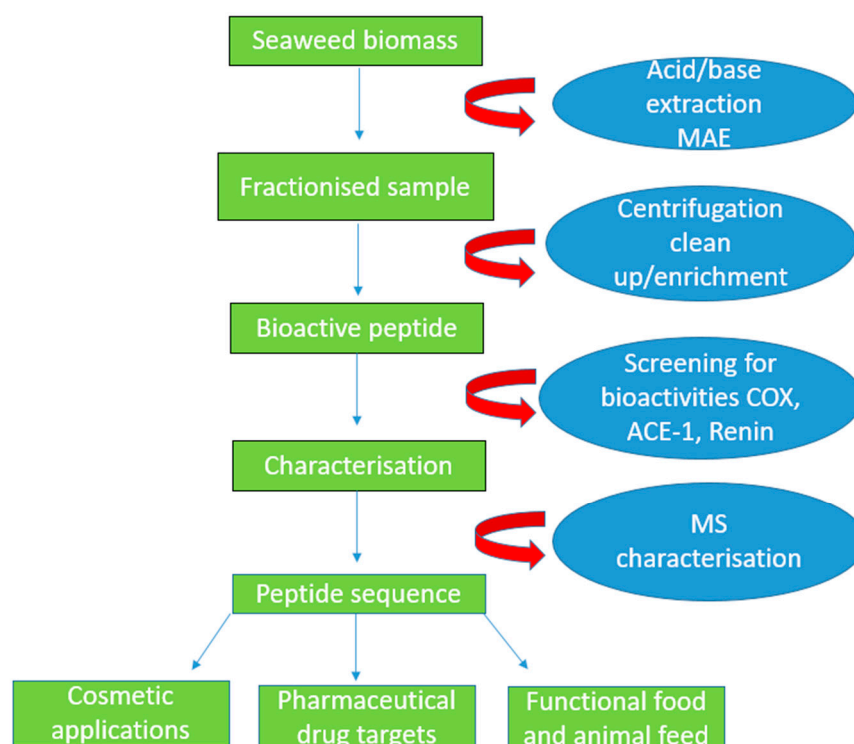 Seaweed biomass
Acid/base
extraction
MAE
Fractionised sample
Centrifugation
clean
up/enrichment
Bioactive peptide
Screening for
bioactivities COX,
ACE-1, Renin
Characterisation
MS
characterisation
Peptide sequence
Cosmetic
applications
Pharmaceutical
drug targets
Functional food
and animal feed